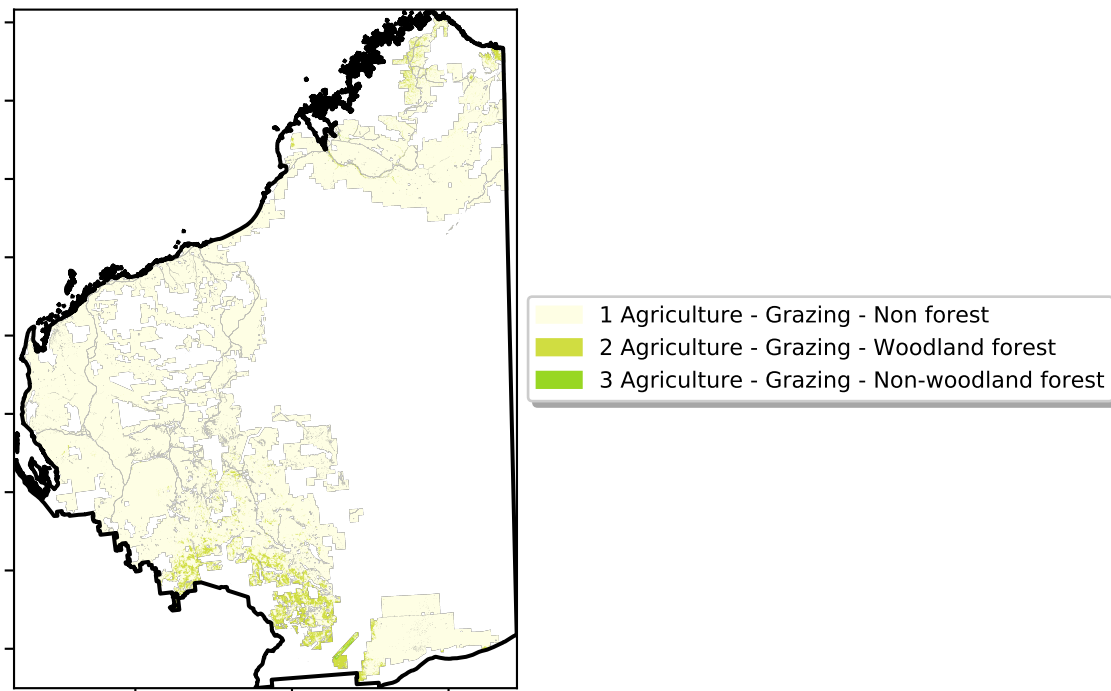 1 Agriculture - Grazing - Non forest
2 Agriculture - Grazing - Woodland forest
3 Agriculture - Grazing - Non-woodland forest